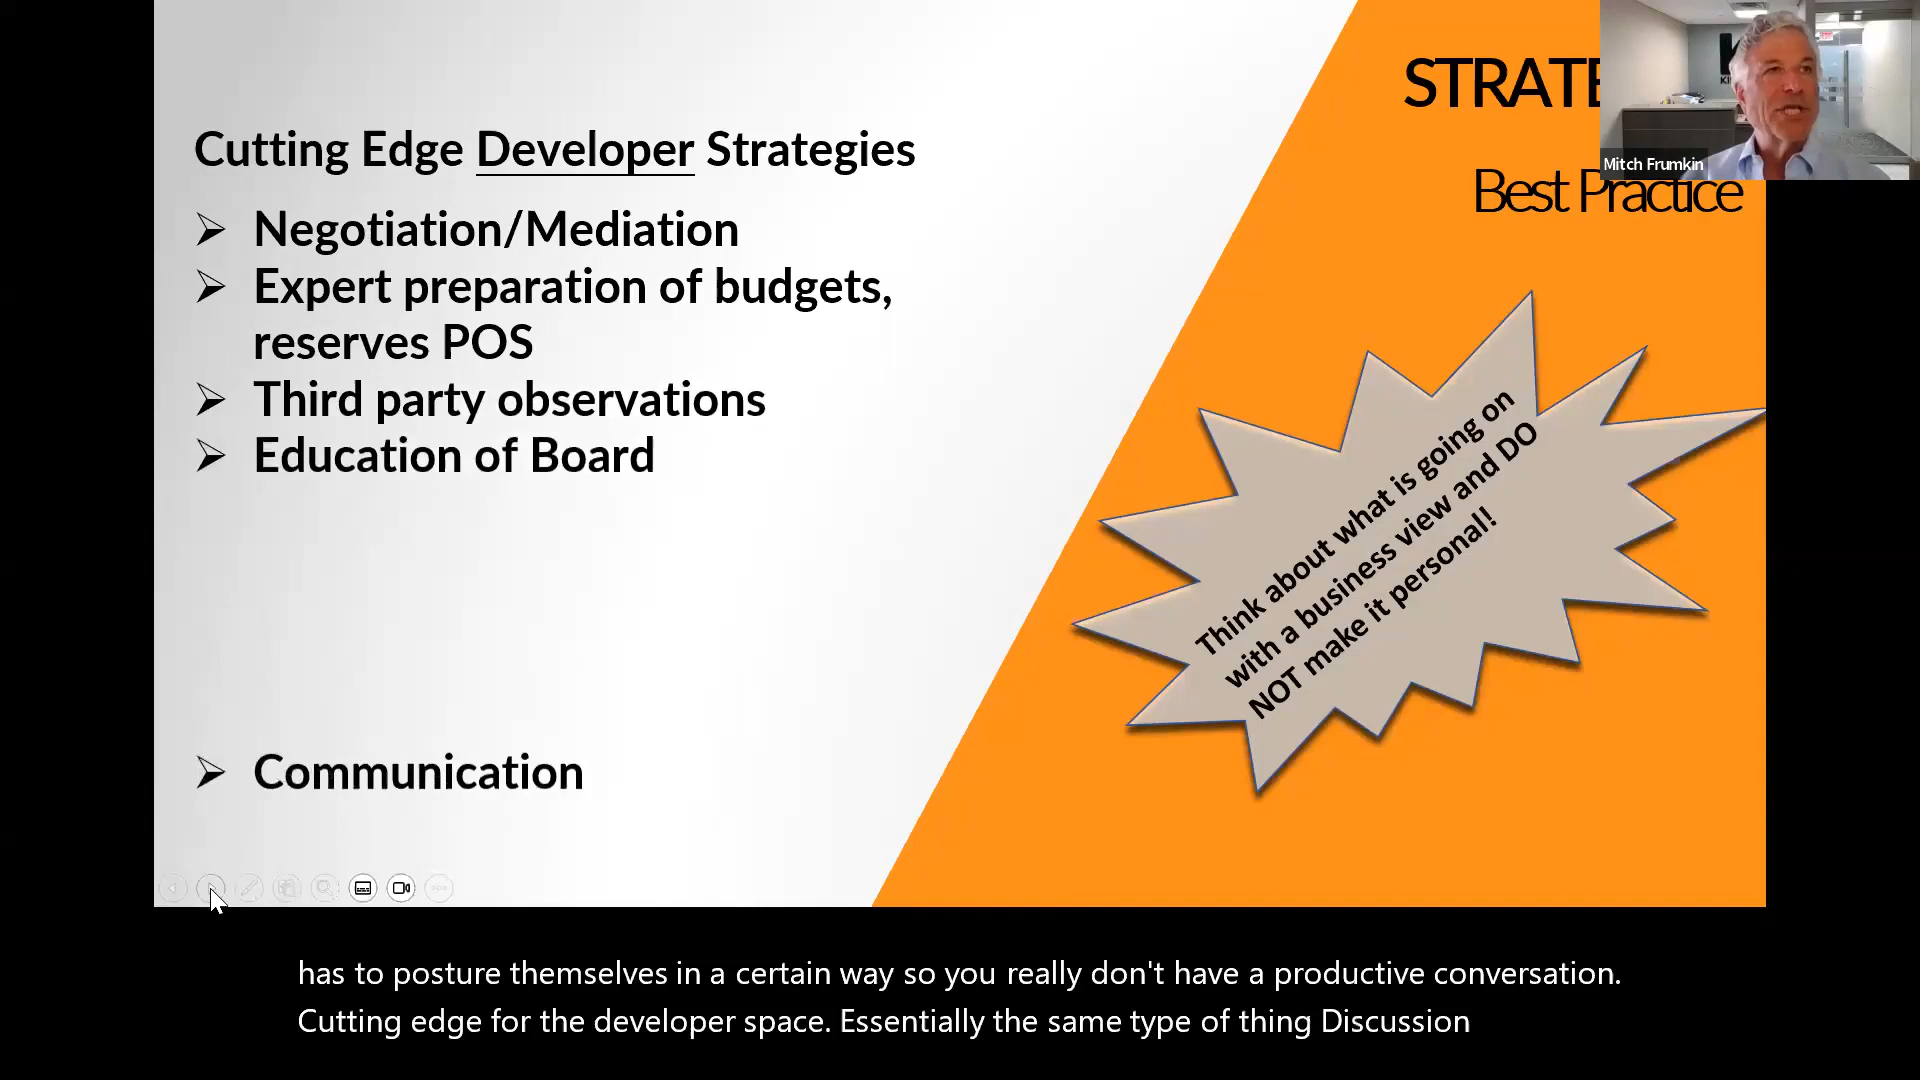 Cutting Edge Developer Strategies
➢ Negotiation/Mediation
➢ Expert preparation of budgets,
reserves POS
➢ Third party observations
➢ Education of Board
➢ Communication
Best Practice
Think about what is going on
with a business view and DO
NOT make it personal!
Mitch Frumkin
has to posture themselves in a certain way so you really don't have a productive conversation.
Cutting edge for the developer space. Essentially the same type of thing Discussion